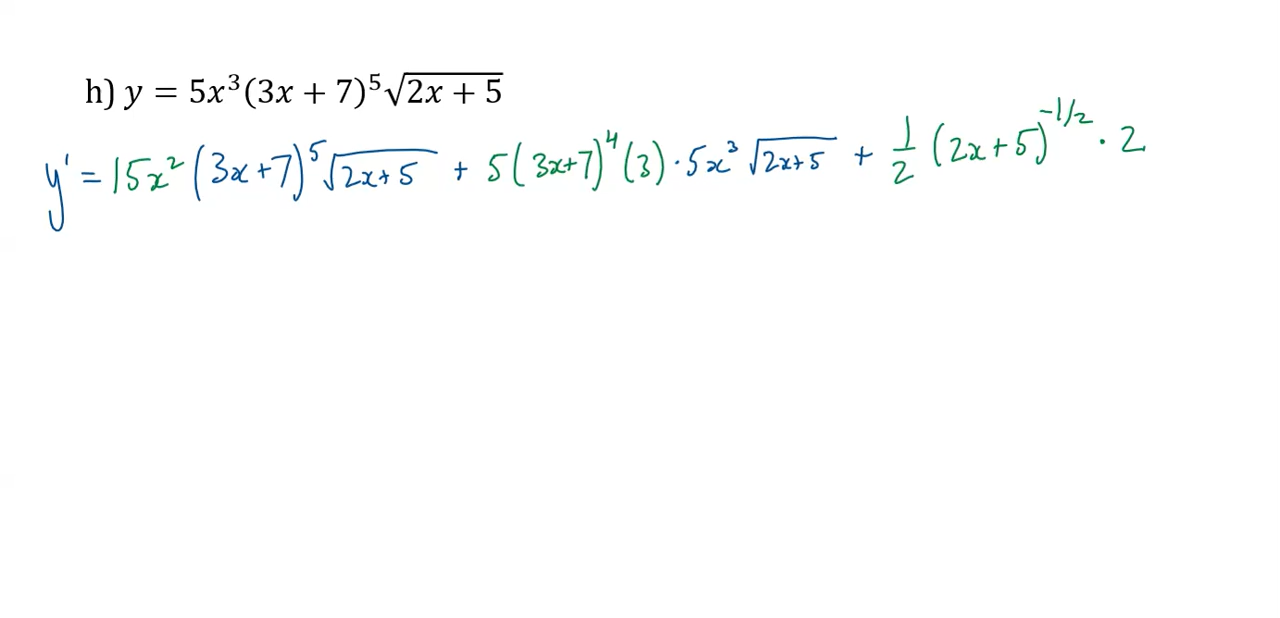 h) y = 5x³(3x + 7)⁵√(2x + 5)
y' = 15x²(3x+7)⁵√(2x+5) + 5(3x+7)⁴(3)·5x³√(2x+5) + 1/2 (2x+5)^(-1/2) · 2